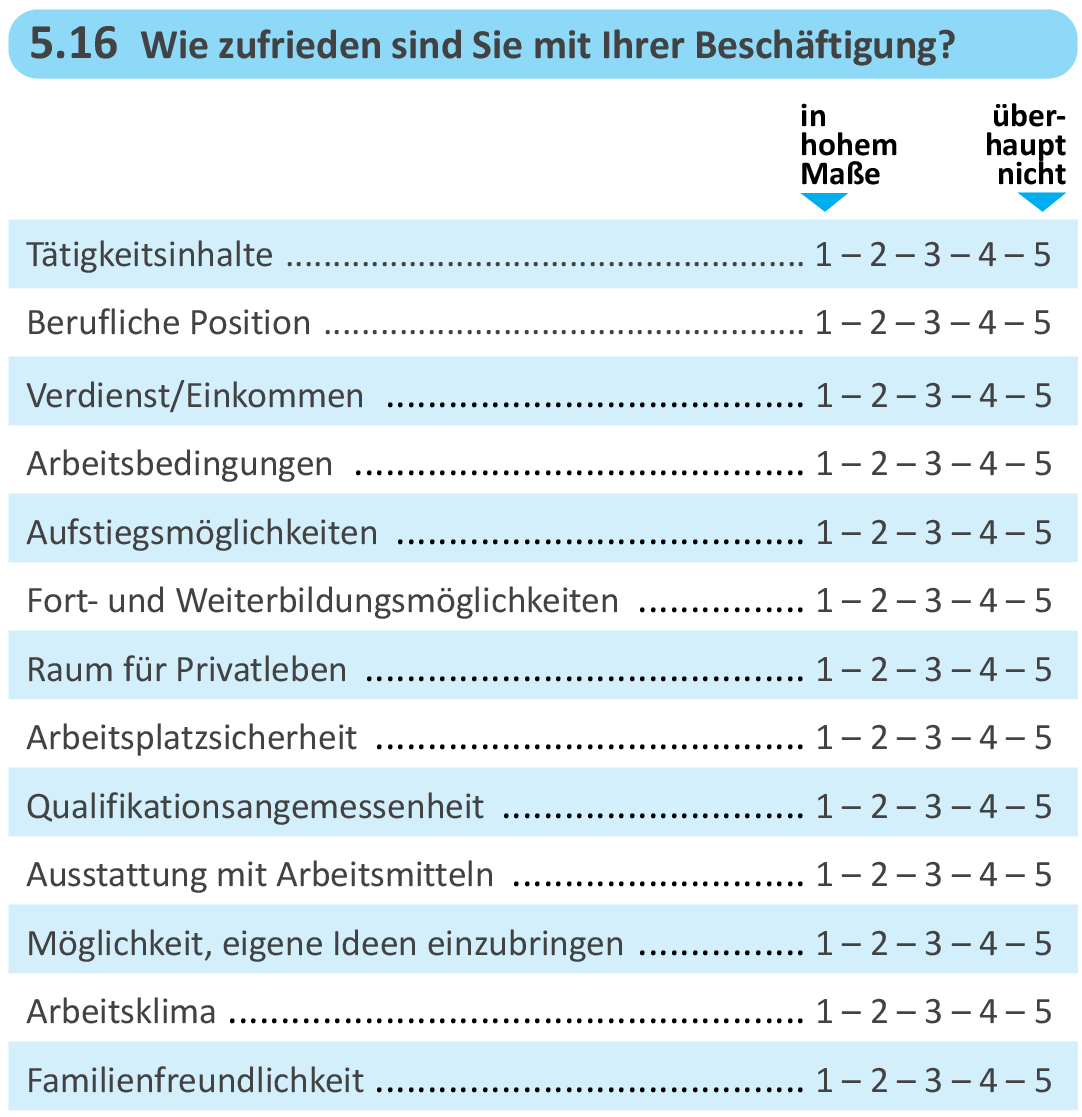 5.16 Wie zufrieden sind Sie mit Ihrer Beschäftigung?
in hohem Maße
über-haupt nicht
Tätigkeitsinhalte ........................................................ 1 – 2 – 3 – 4 – 5
Berufliche Position .................................................... 1 – 2 – 3 – 4 – 5
Verdienst/Einkommen ........................................ 1 – 2 – 3 – 4 – 5
Arbeitsbedingungen ........................................... 1 – 2 – 3 – 4 – 5
Aufstiegsmöglichkeiten ....................................... 1 – 2 – 3 – 4 – 5
Fort- und Weiterbildungsmöglichkeiten ................ 1 – 2 – 3 – 4 – 5
Raum für Privatleben .......................................... 1 – 2 – 3 – 4 – 5
Arbeitsplatzsicherheit ......................................... 1 – 2 – 3 – 4 – 5
Qualifikationsangemessenheit ............................. 1 – 2 – 3 – 4 – 5
Ausstattung mit Arbeitsmitteln ............................ 1 – 2 – 3 – 4 – 5
Möglichkeit, eigene Ideen einzubringen ................ 1 – 2 – 3 – 4 – 5
Arbeitsklima ....................................................... 1 – 2 – 3 – 4 – 5
Familienfreundlichkeit ......................................... 1 – 2 – 3 – 4 – 5